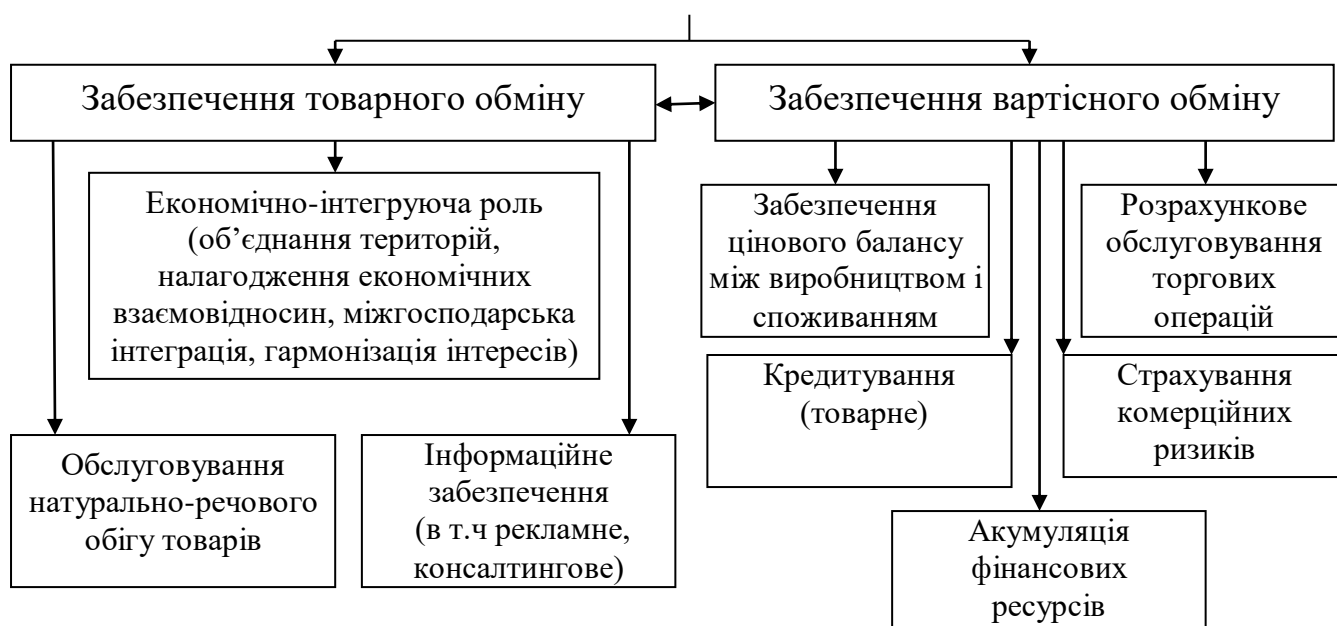 Забезпечення товарного обміну
Забезпечення вартісного обміну
Економічно-інтегруюча роль
(об’єднання територій,
налагодження економічних
взаємовідносин, міжгосподарська
інтеграція, гармонізація інтересів)
Забезпечення
цінового балансу
між виробництвом і
споживанням
Розрахункове
обслуговування
торгових
операцій
Кредитування
(товарне)
Страхування
комерційних
ризиків
Обслуговування
натурально-речового
обігу товарів
Інформаційне
забезпечення
(в т.ч рекламне,
консалтингове)
Акумуляція
фінансових
ресурсів